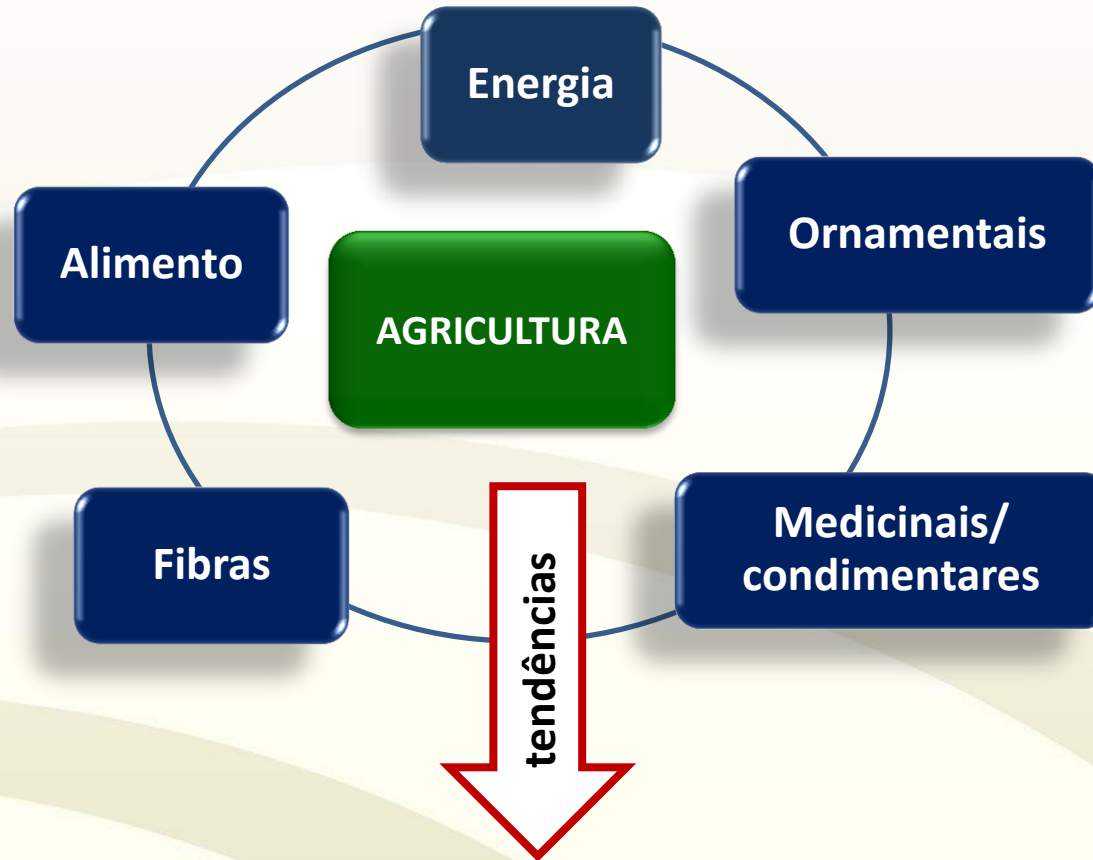 Energia
Ornamentais
Alimento
AGRICULTURA
Medicinais/
condimentares
Fibras
tendências